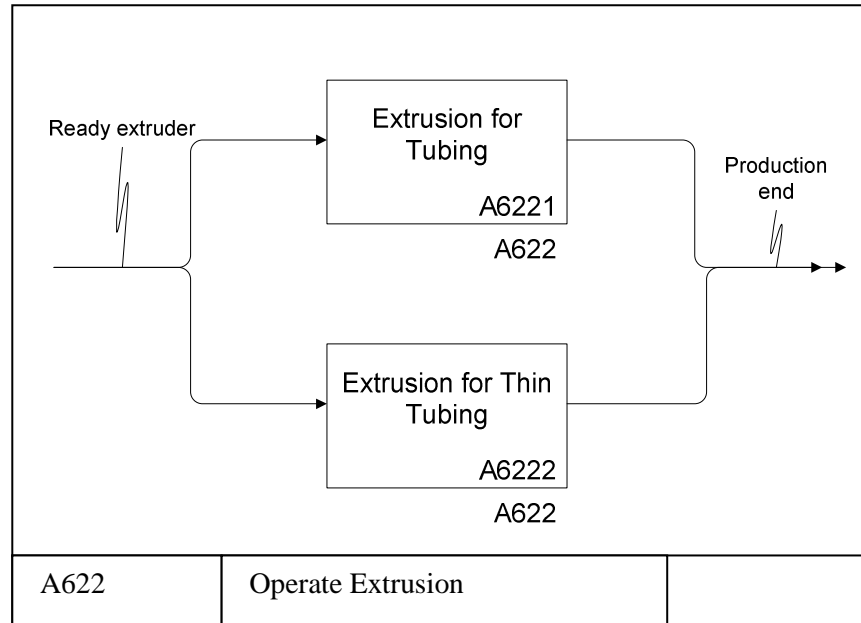 Ready extruder
Extrusion for
Tubing
A6221
A622
Production
end
Extrusion for Thin
Tubing
A6222
A622
A622
Operate Extrusion